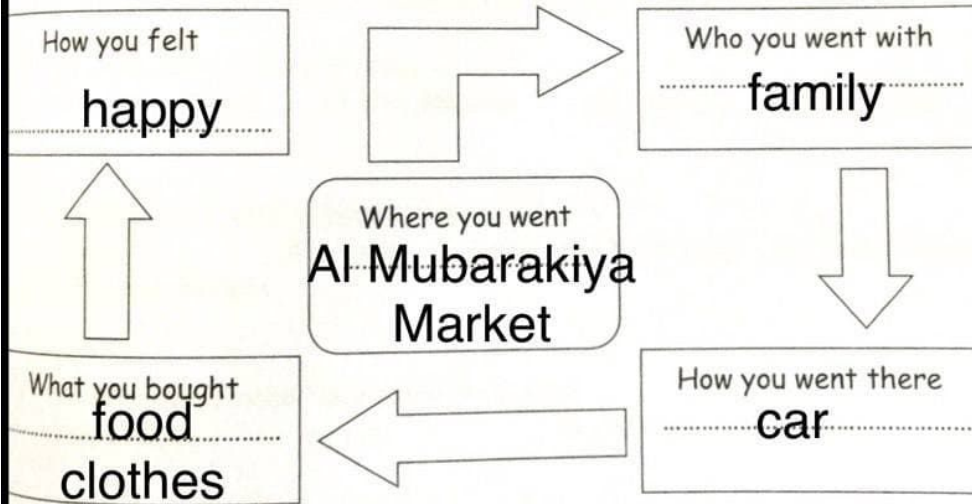 Where you went
Al Mubarakiya
Market
Who you went with
family
How you went there
car
What you bought
food
clothes
How you felt
happy